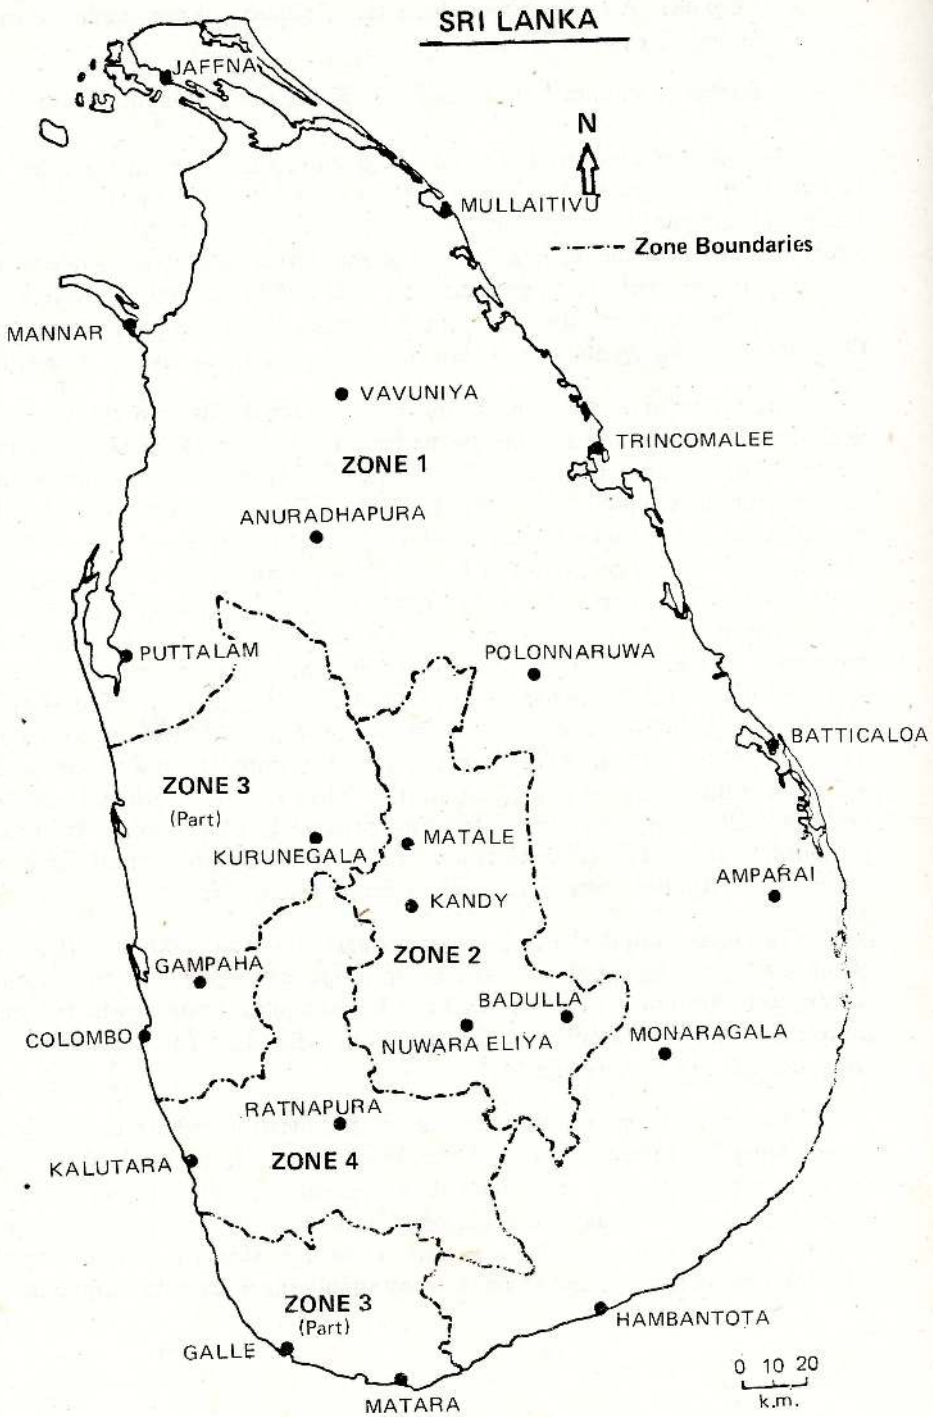 SRI LANKA
JAFFNA
N
MULLAITIVU
Zone Boundaries
MANNAR
VAVUNIYA
TRINCOMALEE
ZONE 1
ANURADHAPURA
PUTTALAM
POLONNARUWA
BATTICALOA
ZONE 3
(Part)
MATALE
KURUNEGALA
AMPARAI
KANDY
ZONE 2
GAMPAHA
BADULLA
COLOMBO
NUWARA ELIYA
MONARAGALA
RATNAPURA
KALUTARA
ZONE 4
ZONE 3
(Part)
HAMBANTOTA
GALLE
MATARA
0 10 20
k.m.